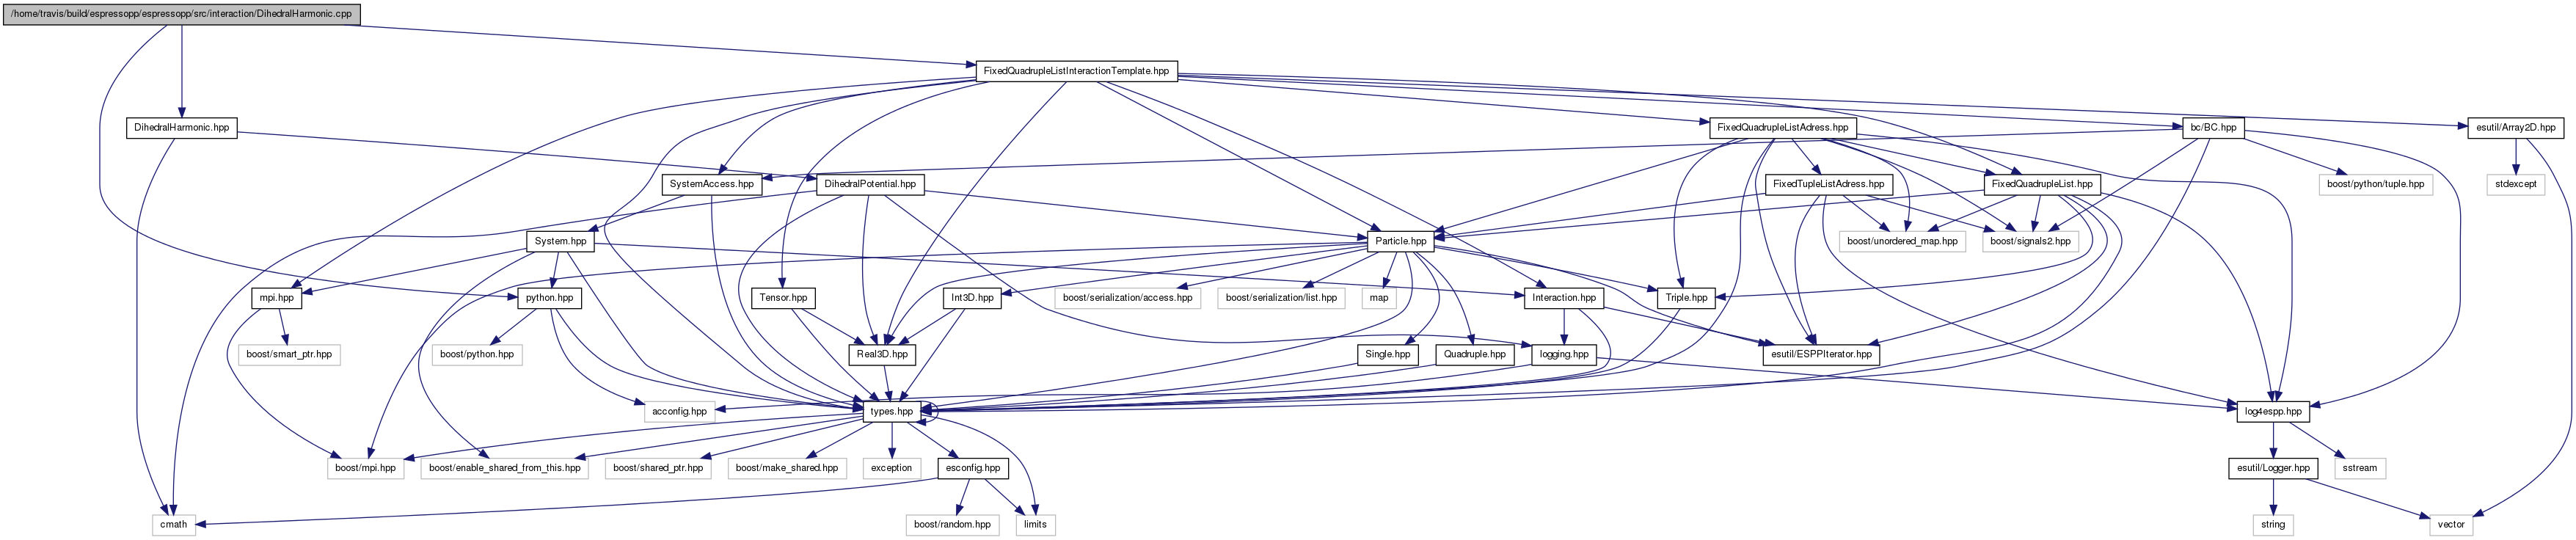 /home/travis/build/espressopp/espressopp/src/interaction/DihedralHarmonic.cpp
FixedQuadrupleListInteractionTemplate.hpp
DihedralHarmonic.hpp
FixedQuadrupleListAdress.hpp
bc/BC.hpp
esutil/Array2D.hpp
SystemAccess.hpp
DihedralPotential.hpp
FixedTupleListAdress.hpp
FixedQuadrupleList.hpp
boost/python/tuple.hpp
stdexcept
System.hpp
Particle.hpp
boost/unordered_map.hpp
boost/signals2.hpp
mpi.hpp
python.hpp
Tensor.hpp
Int3D.hpp
boost/serialization/access.hpp
boost/serialization/list.hpp
map
Interaction.hpp
Triple.hpp
boost/smart_ptr.hpp
boost/python.hpp
Real3D.hpp
Single.hpp
Quadruple.hpp
logging.hpp
esutil/ESPPIterator.hpp
acconfig.hpp
types.hpp
log4espp.hpp
boost/mpi.hpp
boost/enable_shared_from_this.hpp
boost/shared_ptr.hpp
boost/make_shared.hpp
exception
esconfig.hpp
esutil/Logger.hpp
sstream
cmath
boost/random.hpp
limits
string
vector